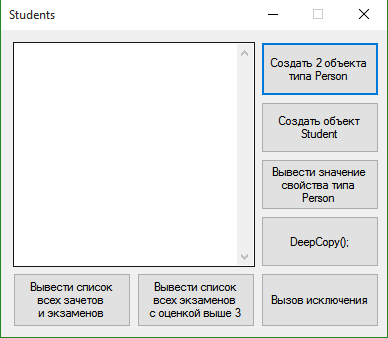 Students
Создать 2 объекта
типа Person
Создать объект
Student
Вывести значение
свойства типа
Person
DeepCopy();
Вывести список
всех зачетов
и экзаменов
Вывести список
всех экзаменов
с оценкой выше 3
Вызов исключения